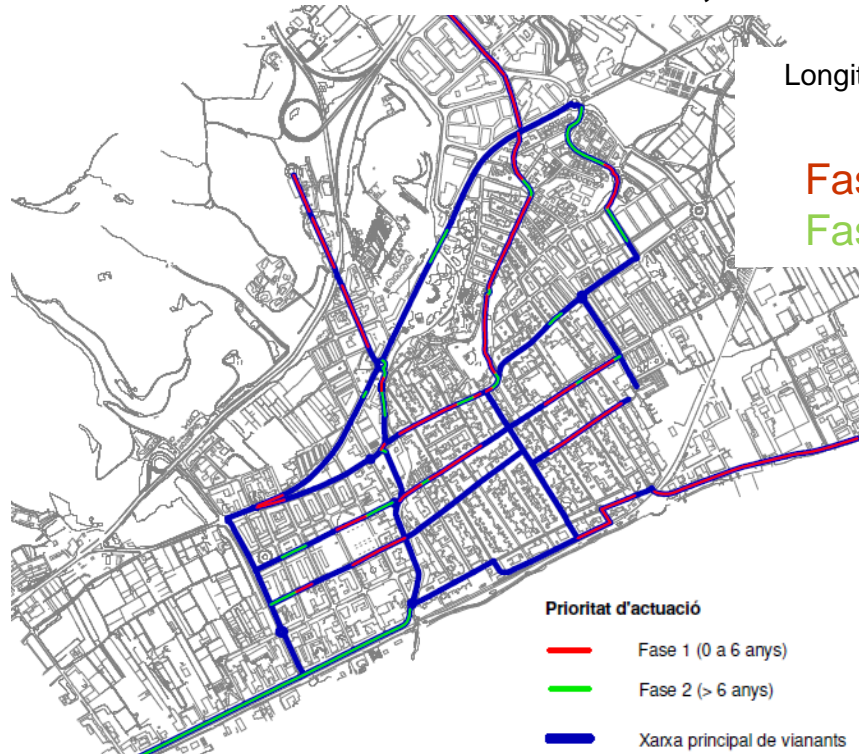 Longit
Fas
Fas
Prioritat d'actuació
Fase 1 (0 a 6 anys)
Fase 2 (> 6 anys)
Xarxa principal de vianants